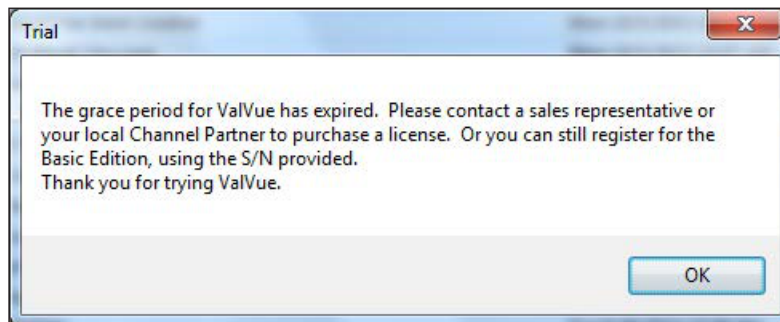 Trial
The grace period for ValVue has expired.  Please contact a sales representative or
your local Channel Partner to purchase a license.  Or you can still register for the
Basic Edition, using the S/N provided.
Thank you for trying ValVue.
OK